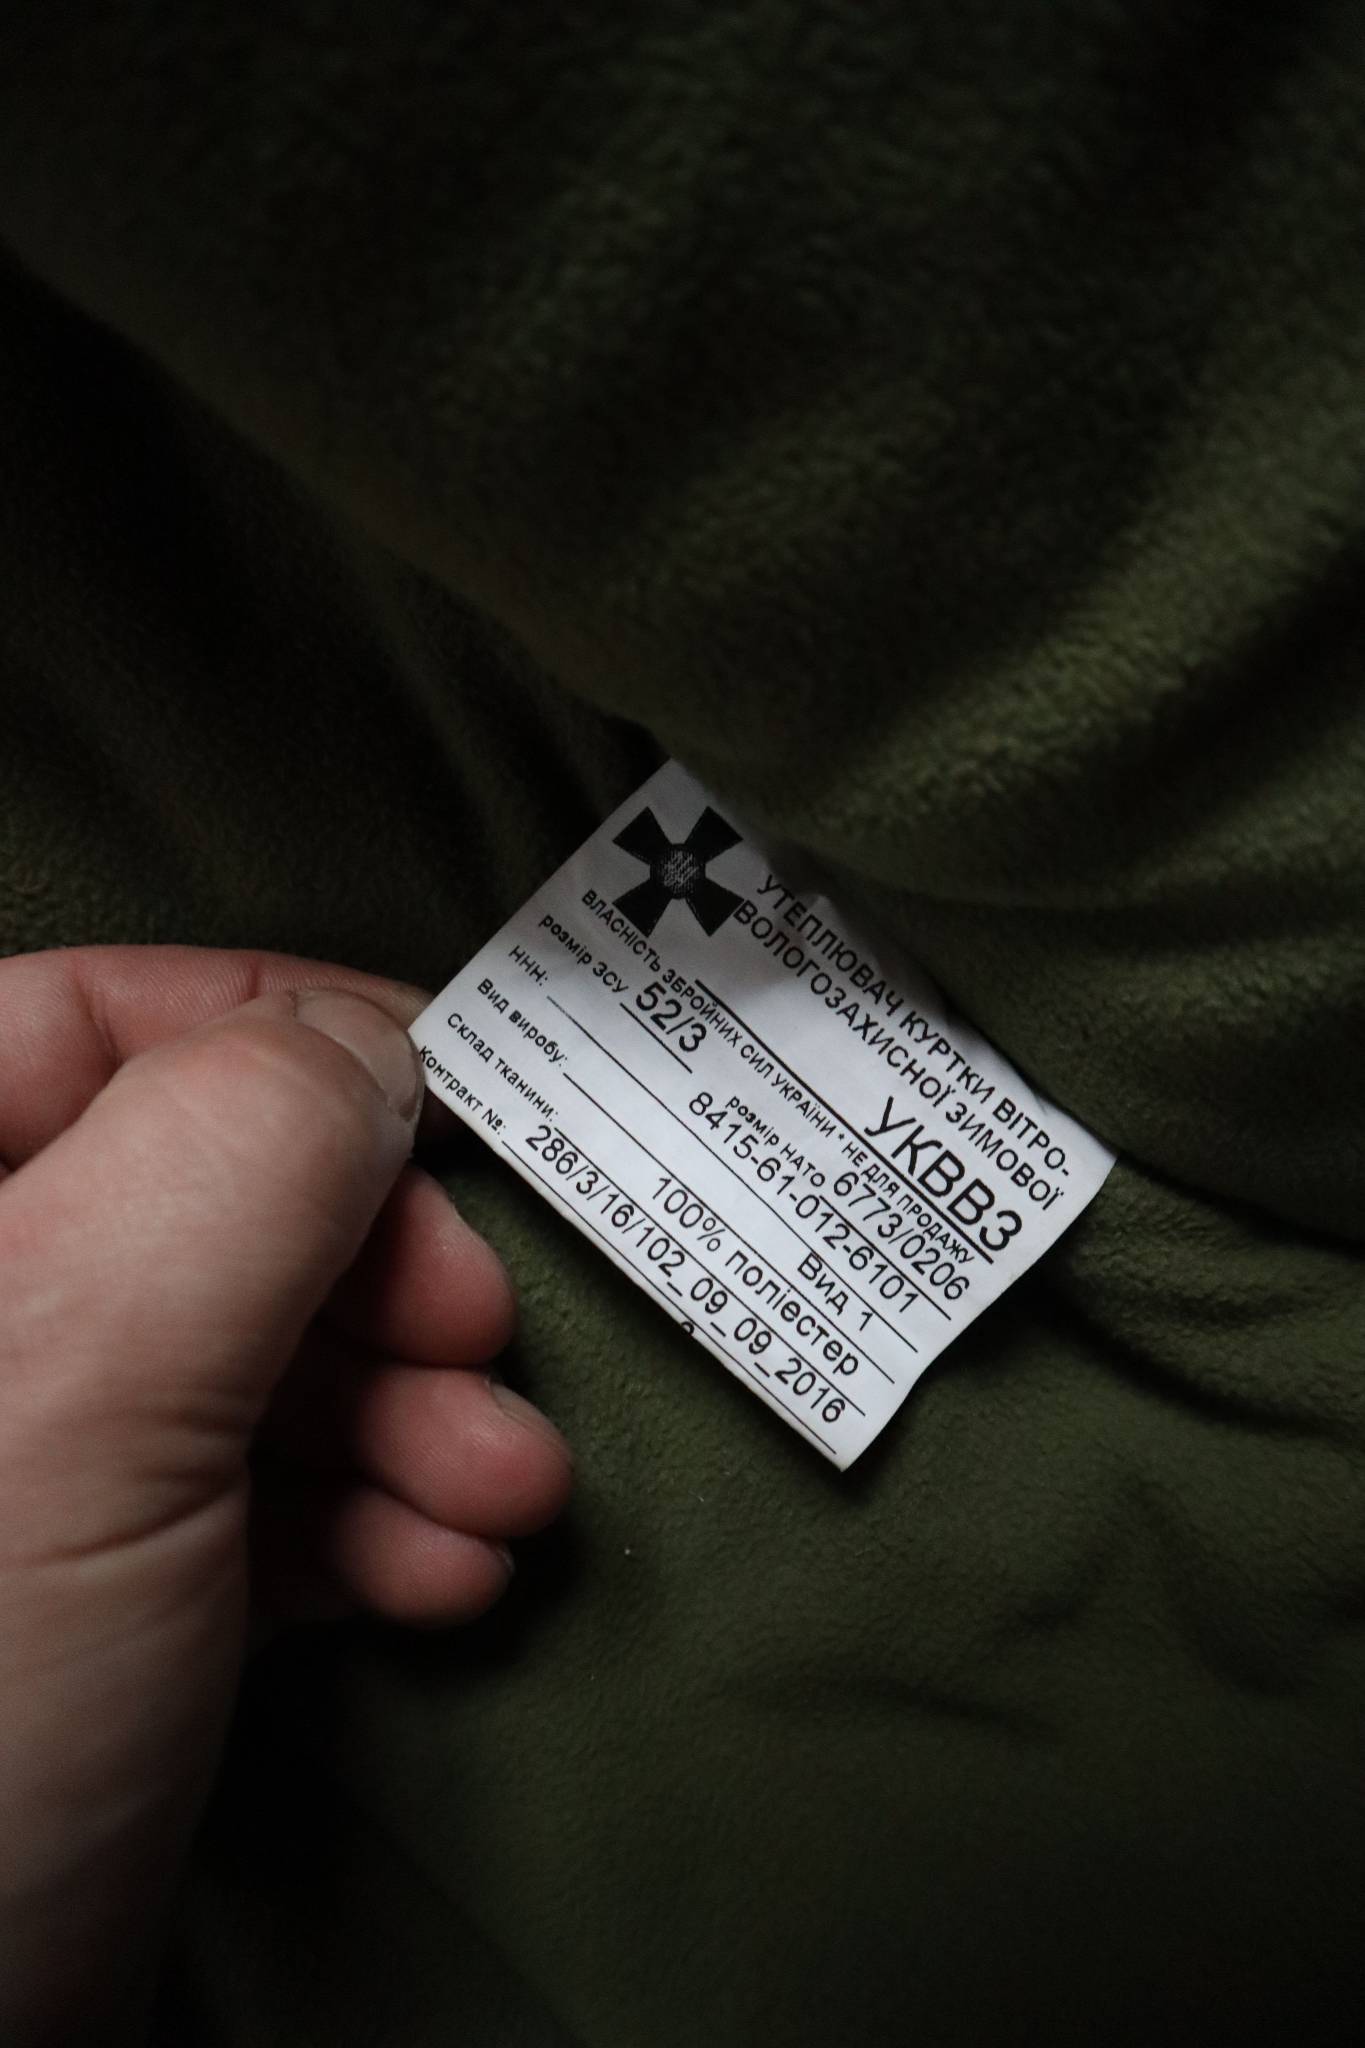 УТЕПЛЮВАЧ КУРТКИ ВІТРО-
ВОЛОГОЗАХИСНОЇ ЗИМОВОЇ
УКВВЗ
ВЛАСНІСТЬ ЗБРОЙНИХ СИЛ УКРАЇНИ * НЕ ДЛЯ ПРОДАЖУ
розмір ЗСУ 52/3 розмір НАТО 6773/0206
ННН: 8415-61-012-6101
Вид виробу: Вид 1
Склад тканини: 100% поліестер
Контракт №: 286/3/16/102_09_09_2016